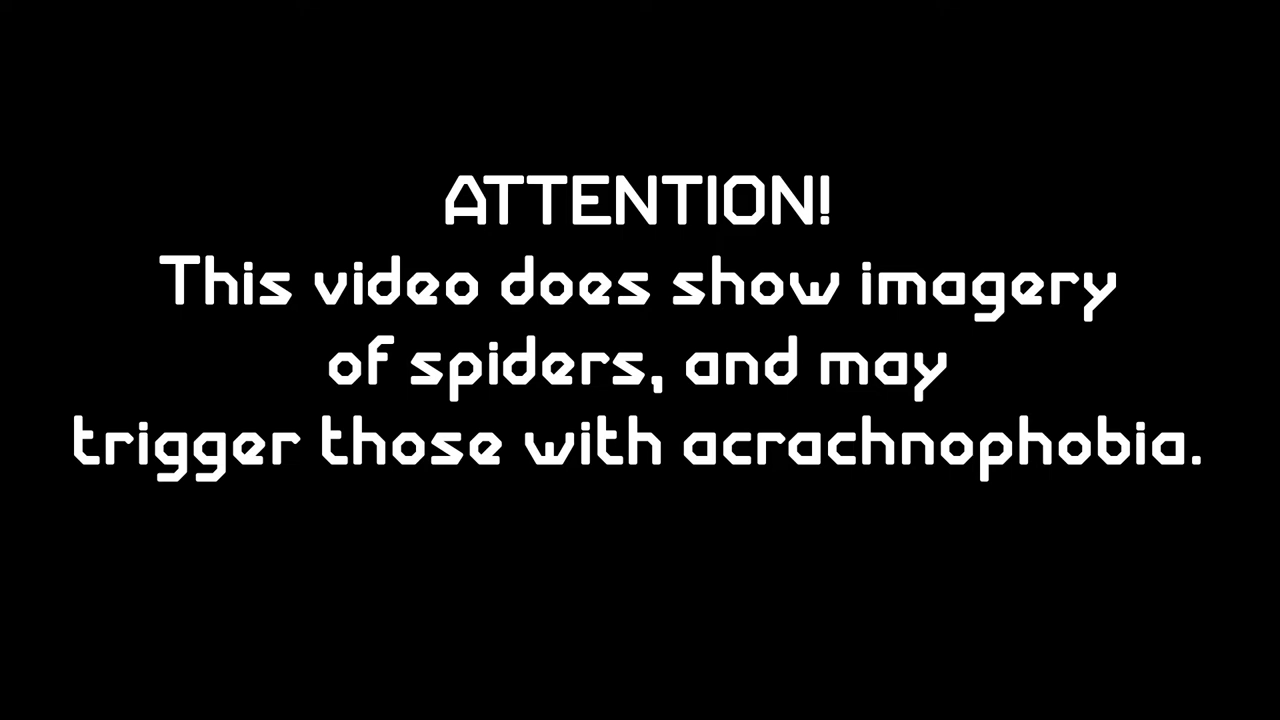 ATTENTION!
This video does show imagery
of spiders, and may
trigger those with acrachnophobia.